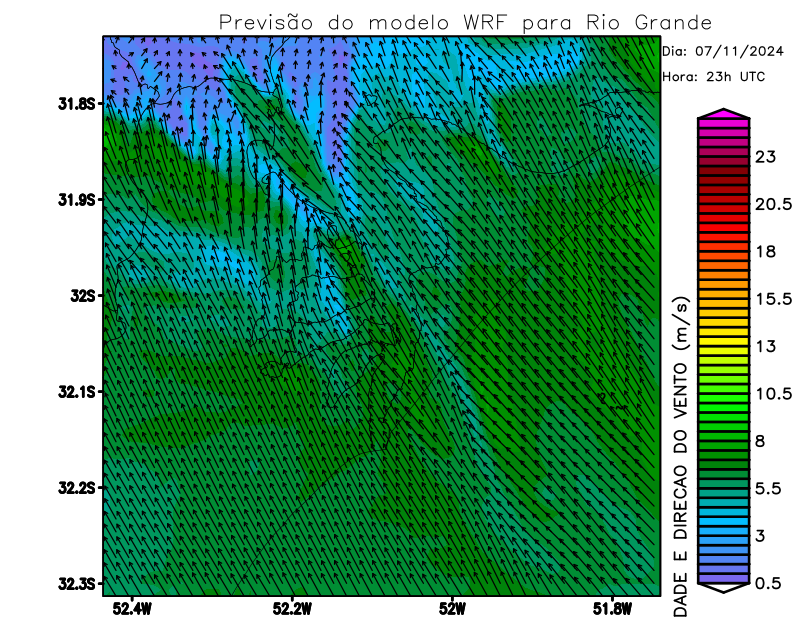 Previsão do modelo WRF para Rio Grande
Dia: 07/11/2024
Hora: 23h UTC
31.8S
31.9S
32S
32.1S
32.2S
32.3S
52.4W
52.2W
52W
51.8W
DADE E DIRECAO DO VENTO (m/s)
23
20.5
18
15.5
13
10.5
8
5.5
3
0.5